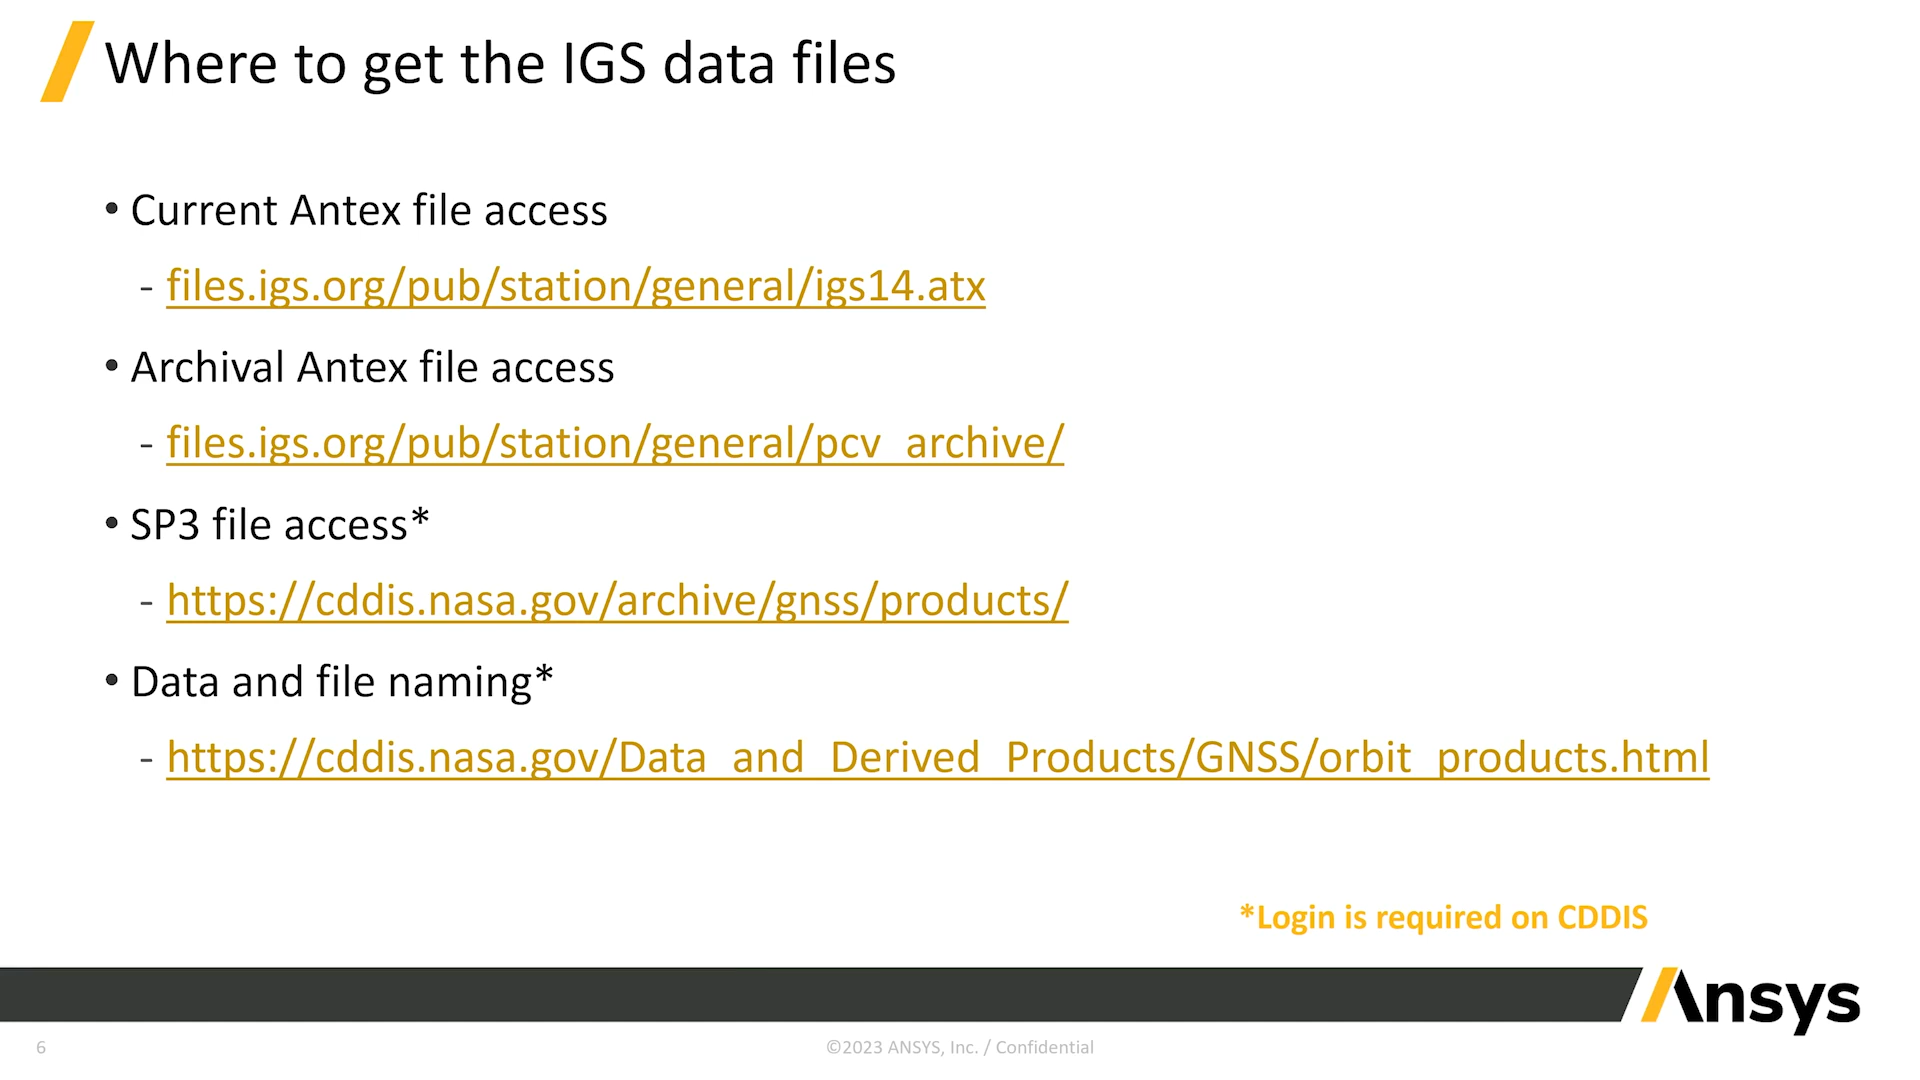 Where to get the IGS data files
• Current Antex file access
- files.igs.org/pub/station/general/igs14.atx
• Archival Antex file access
- files.igs.org/pub/station/general/pcv_archive/
• SP3 file access*
- https://cddis.nasa.gov/archive/gnss/products/
• Data and file naming*
- https://cddis.nasa.gov/Data_and_Derived_Products/GNSS/orbit_products.html
*Login is required on CDDIS
Ansys
6
©2023 ANSYS, Inc. / Confidential